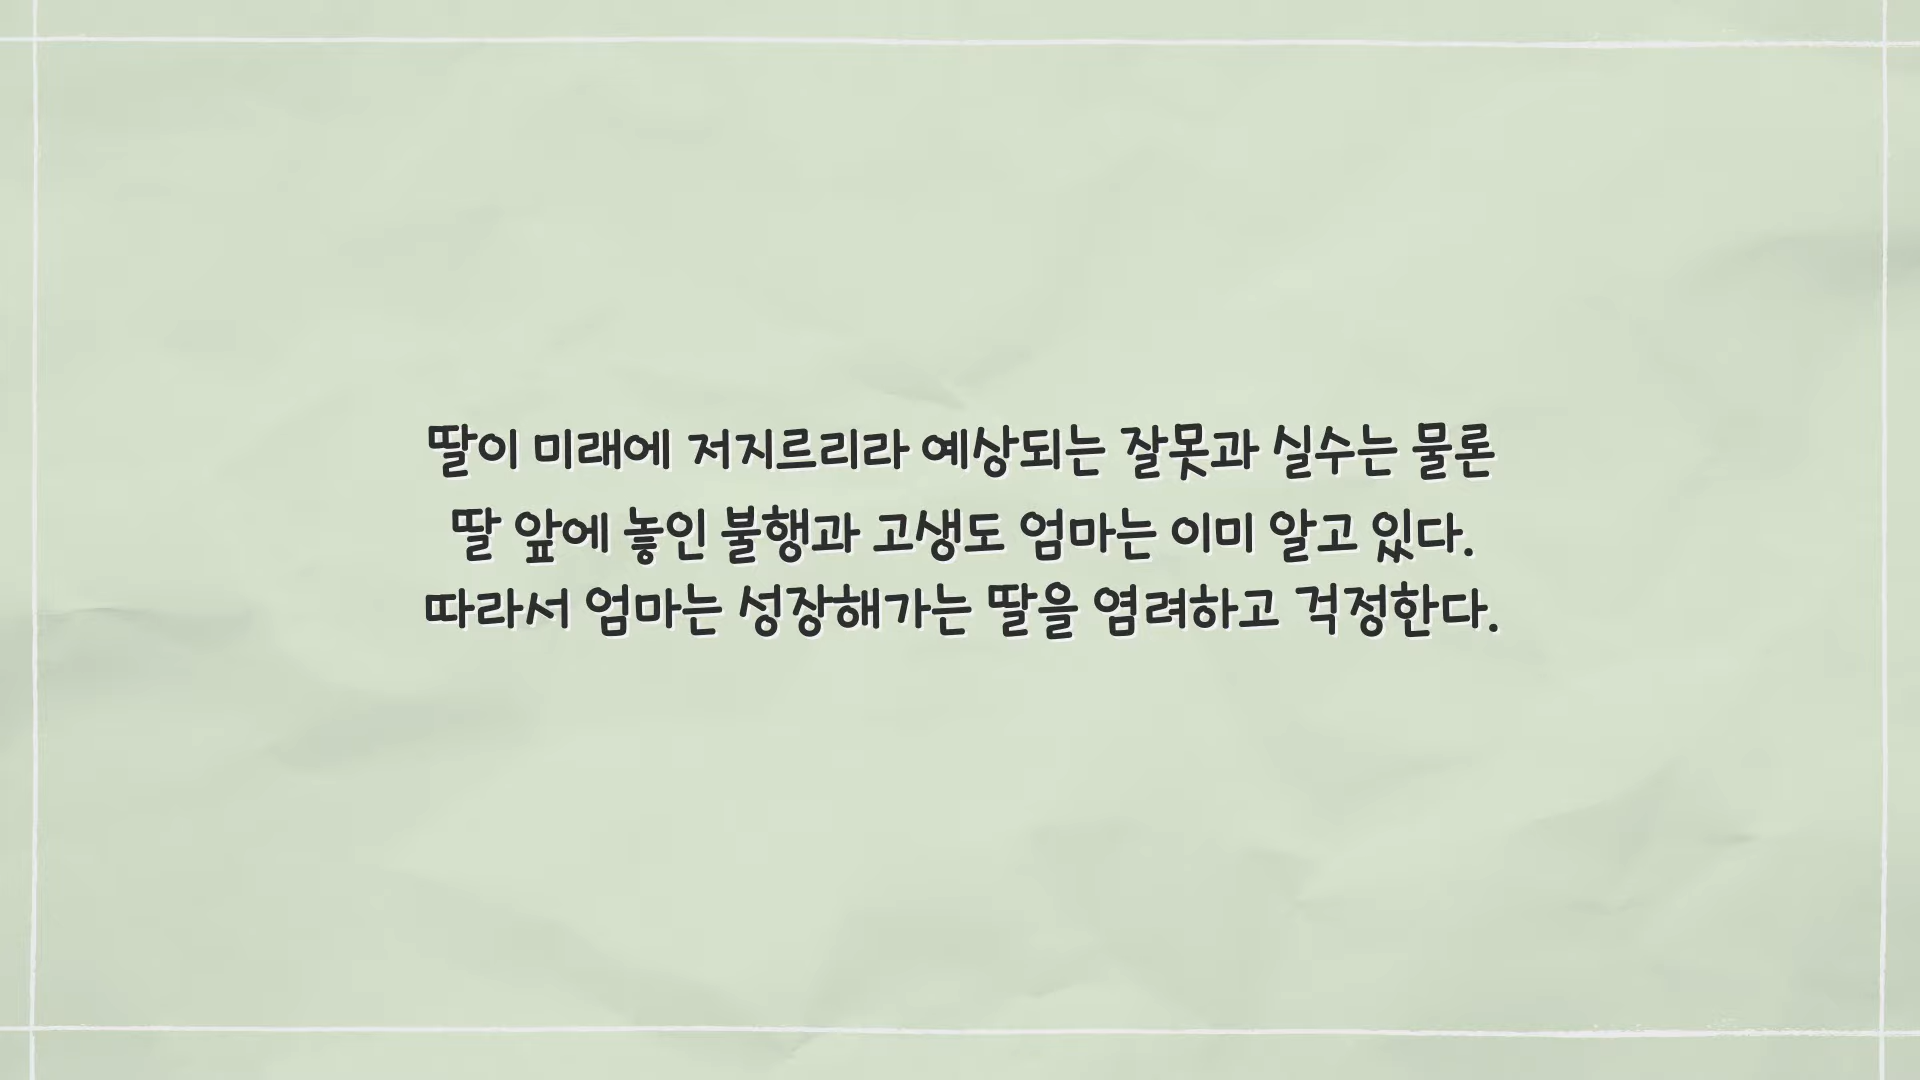 딸이 미래에 저지르리라 예상되는 잘못과 실수는 물론
딸 앞에 놓인 불행과 고생도 엄마는 이미 알고 있다.
따라서 엄마는 성장해가는 딸을 염려하고 걱정한다.